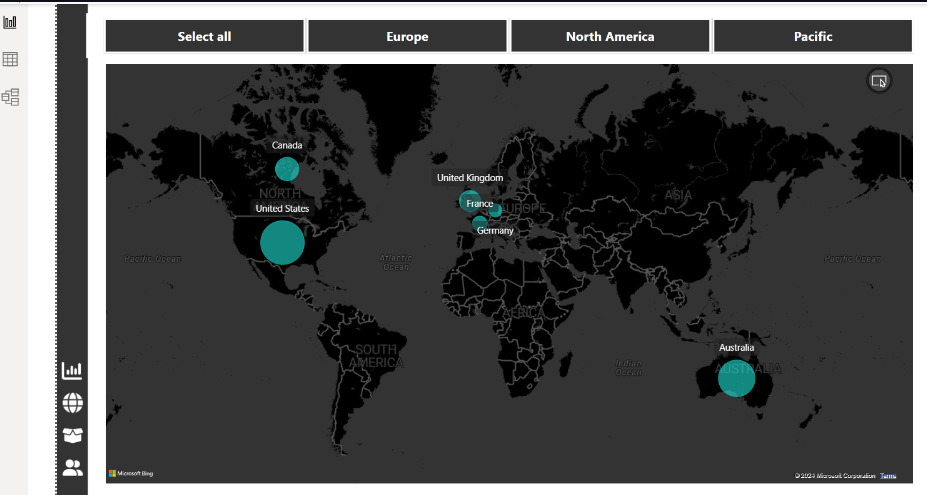 Select all
Europe
North America
Pacific
Canada
NORTH
United States
United Kingdom
France
EUROPE
Germany
ASIA
Pacific Ocean
Atlantic
Ocean
Pacific Ocean
AFRICA
SOUTH
AMERICA
Indian
Ocean
Australia
AUSTRALIA
Microsoft Bing
© 2024 Microsoft Corporation Terms